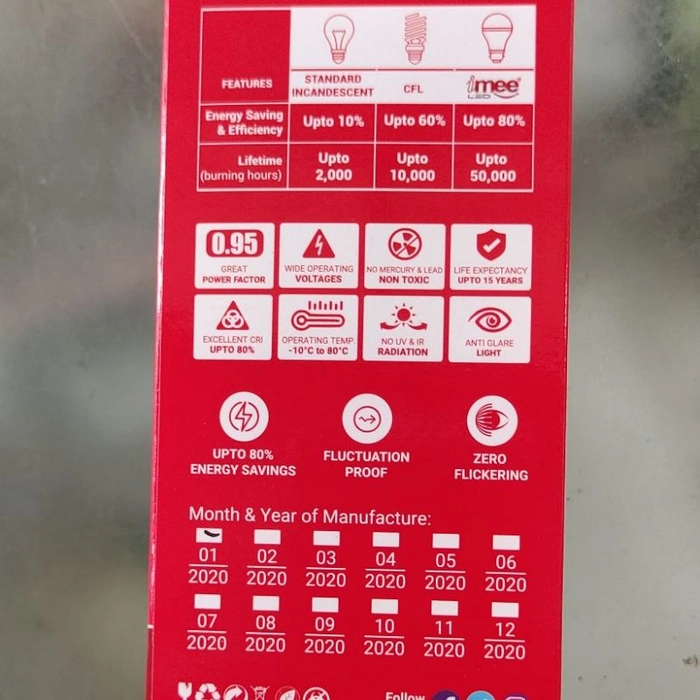 FEATURES
STANDARD
INCANDESCENT
CFL
imee
LED
Energy Saving
& Efficiency
Upto 10%
Upto 60%
Upto 80%
Lifetime
(burning hours)
Upto
2,000
Upto
10,000
Upto
50,000
0.95
GREAT
POWER FACTOR
WIDE OPERATING
VOLTAGES
NO MERCURY & LEAD
NON TOXIC
LIFE EXPECTANCY
UPTO 15 YEARS
EXCELLENT CRI
UPTO 80%
OPERATING TEMP.
-10°C to 80°C
NO UV & IR
RADIATION
ANTI GLARE
LIGHT
UPTO 80%
ENERGY SAVINGS
FLUCTUATION
PROOF
ZERO
FLICKERING
Month & Year of Manufacture:
01 02 03 04 05 06
2020 2020 2020 2020 2020 2020
07 08 09 10 11 12
2020 2020 2020 2020 2020 2020
Follow